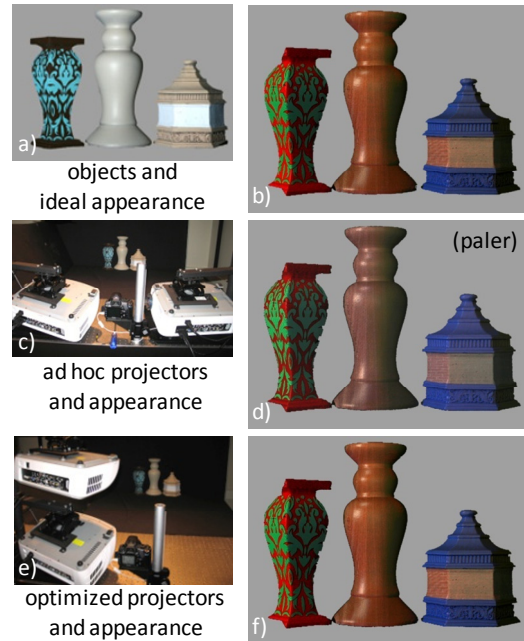 a)
objects and
ideal appearance
b)
c)
ad hoc projectors
and appearance
(paler)
d)
e)
optimized projectors
and appearance
f)